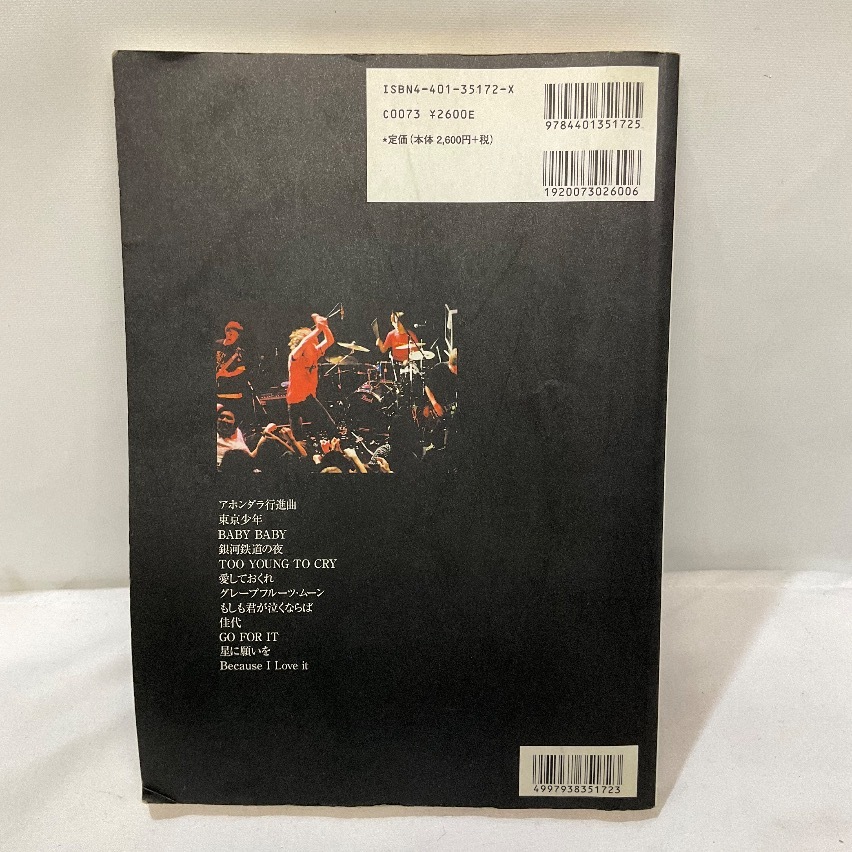 ISBN4-401-35172-X
C0073 ¥2600E
*定価(本体 2,600円+税)
9784401351725
1920073026006
アホンダラ行進曲
東京少年
BABY BABY
銀河鉄道の夜
TOO YOUNG TO CRY
愛しておくれ
グレープフルーツ・ムーン
もしも君が泣くならば
佳代
GO FOR IT
星に願いを
Because I Love it
4997938351723